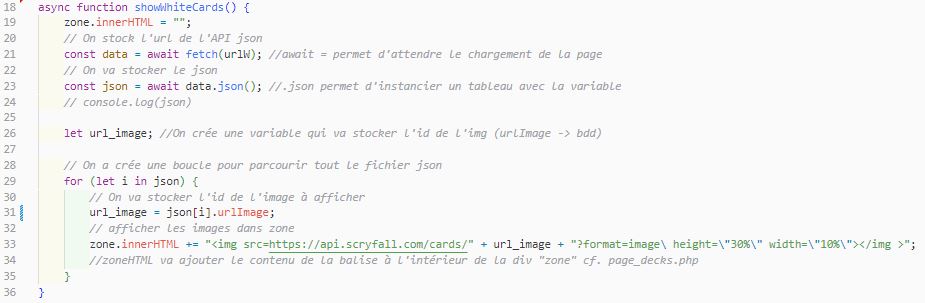 18 async function showWhiteCards() {
19 zone.innerHTML = "";
20 // On stock l'url de l'API json
21 const data = await fetch(urlW); //await = permet d'attendre le chargement de la page
22 // On va stocker le json
23 const json = await data.json(); //.json permet d'instancier un tableau avec la variable
24 // console.log(json)
25
26 let url_image; //On crée une variable qui va stocker l'id de l'img (urlImage -> bdd)
27
28 // On a crée une boucle pour parcourir tout le fichier json
29 for (let i in json) {
30 // On va stocker l'id de l'image à afficher
31 url_image = json[i].urlImage;
32 // afficher les images dans zone
33 zone.innerHTML += "<img src=https://api.scryfall.com/cards/" + url_image + "?format=image\ height=\"30%\" width=\"10%\"></img >";
34 //zoneHTML va ajouter le contenu de la balise à l'intérieur de la div "zone" cf. page_decks.php
35 }
36 }